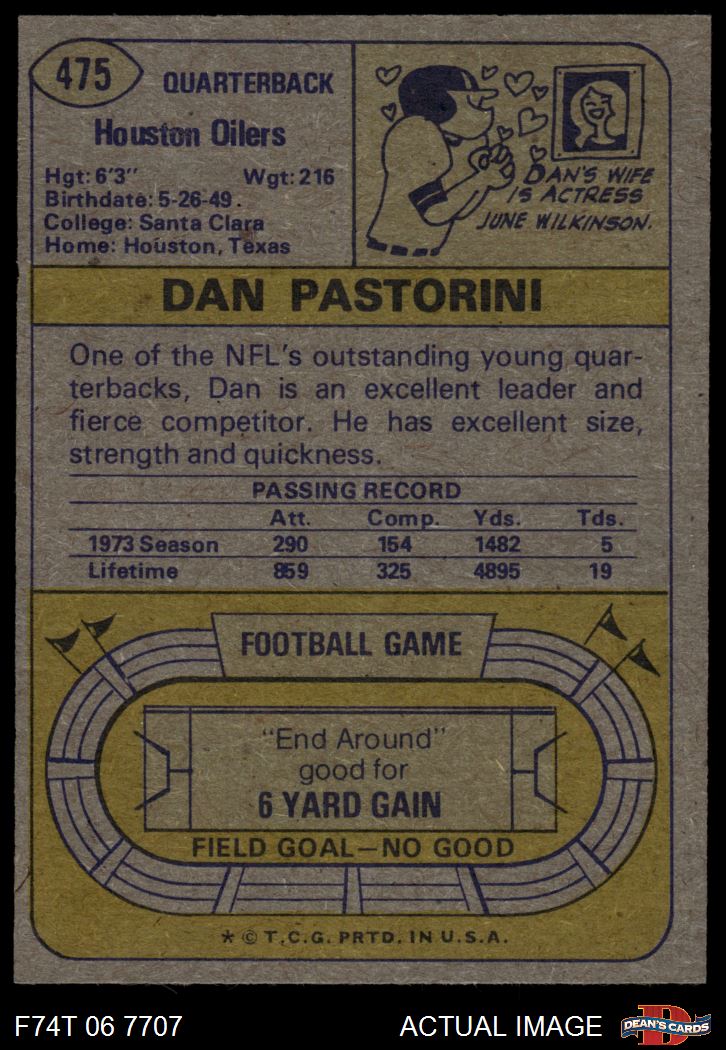 475
QUARTERBACK
Houston Oilers
Hgt: 6'3" Wgt: 216
Birthdate: 5-26-49.
College: Santa Clara
Home: Houston, Texas
DAN'S WIFE
IS ACTRESS
JUNE WILKINSON.
DAN PASTORINI
One of the NFL's outstanding young quar-
terbacks, Dan is an excellent leader and
fierce competitor. He has excellent size,
strength and quickness.
PASSING RECORD
Att. Comp. Yds. Tds.
1973 Season 290 154 1482 5
Lifetime 859 325 4895 19
FOOTBALL GAME
"End Around"
good for
6 YARD GAIN
FIELD GOAL—NO GOOD
* © T.C.G. PRTD. IN U.S.A.
F74T 06 7707 ACTUAL IMAGE
D
DEAN'S CARDS